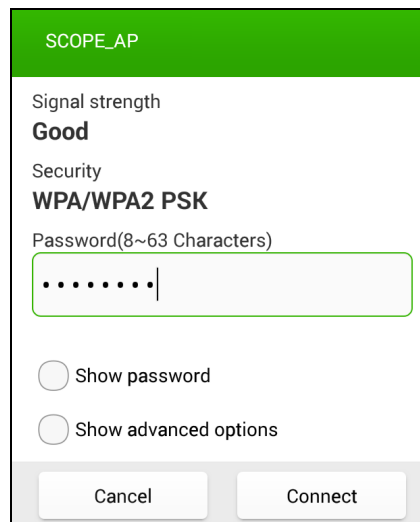 SCOPE_AP
Signal strength
Good
Security
WPA/WPA2 PSK
Password(8~63 Characters)
••••••••
Show password
Show advanced options
Cancel Connect